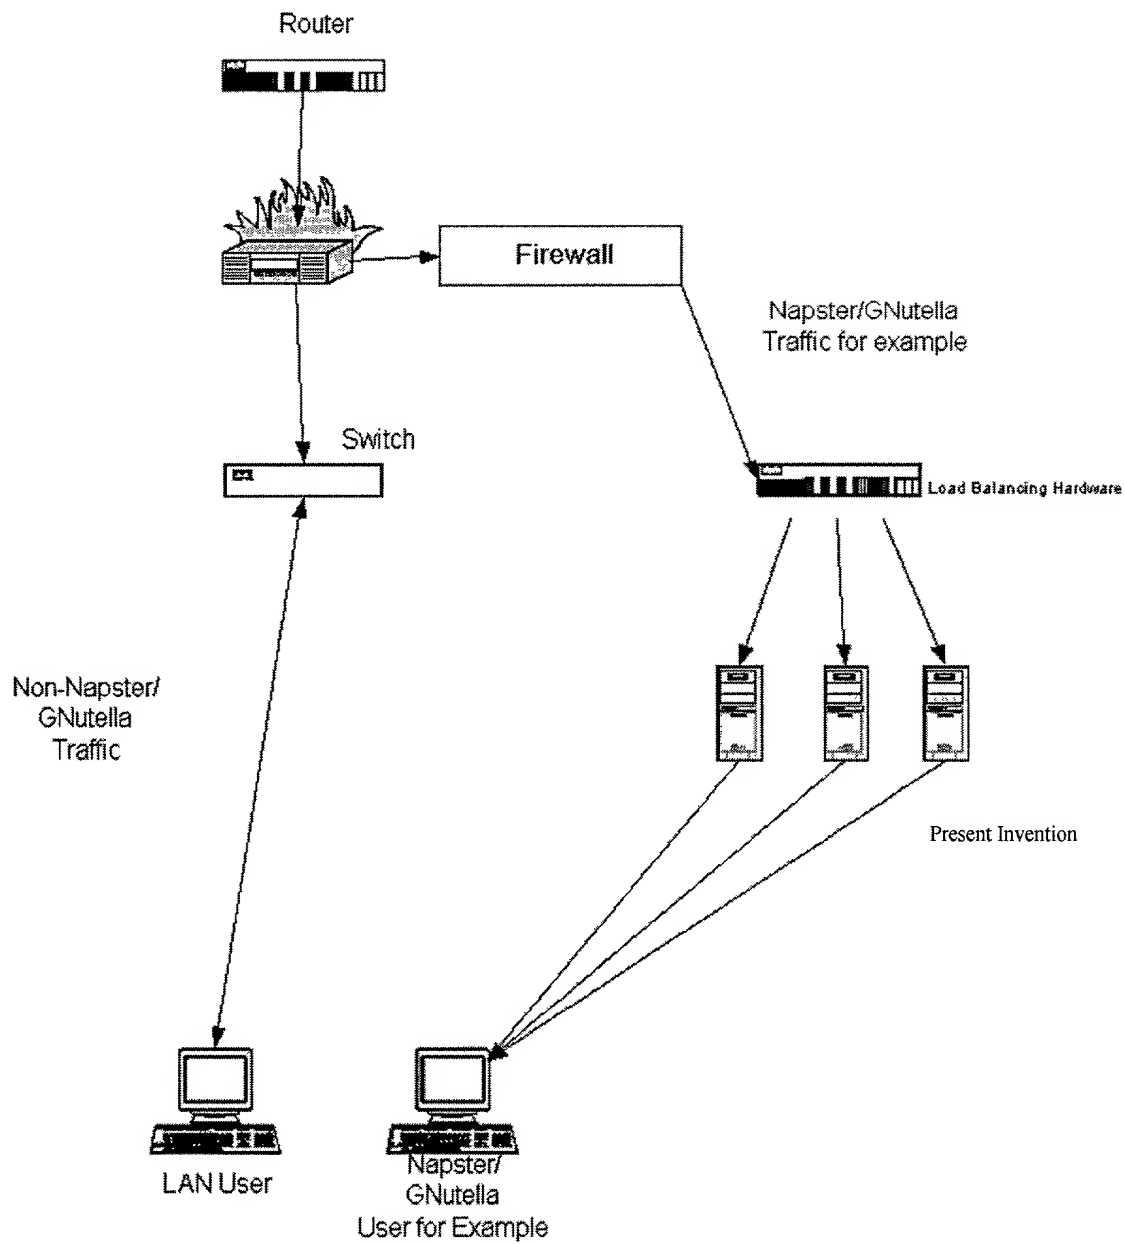 Router
Firewall
Napster/GNutella
Traffic for example
Switch
Load Balancing Hardware
Non-Napster/
GNutella
Traffic
Present Invention
LAN User
Napster/
GNutella
User for Example